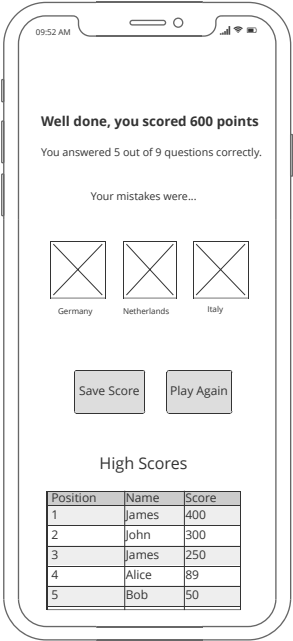 09:52 AM
Well done, you scored 600 points
You answered 5 out of 9 questions correctly.
Your mistakes were...
Germany Netherlands Italy
Save Score Play Again
High Scores
Position Name Score
1 James 400
2 John 300
3 James 250
4 Alice 89
5 Bob 50